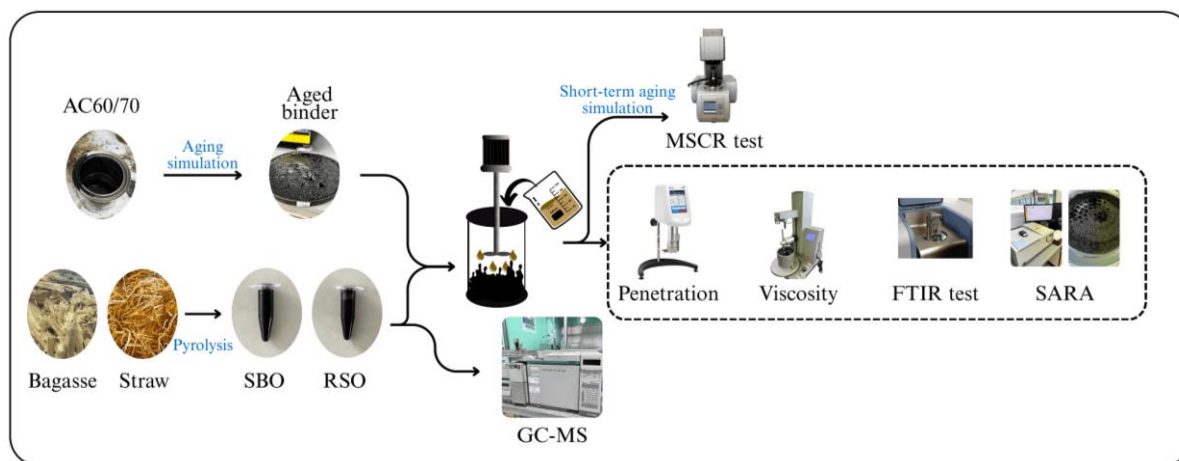 AC60/70
Aging
simulation
Aged
binder
Short-term aging
simulation
MSCR test
Penetration
Viscosity
FTIR test
SARA
Bagasse
Straw
Pyrolysis
SBO
RSO
GC-MS